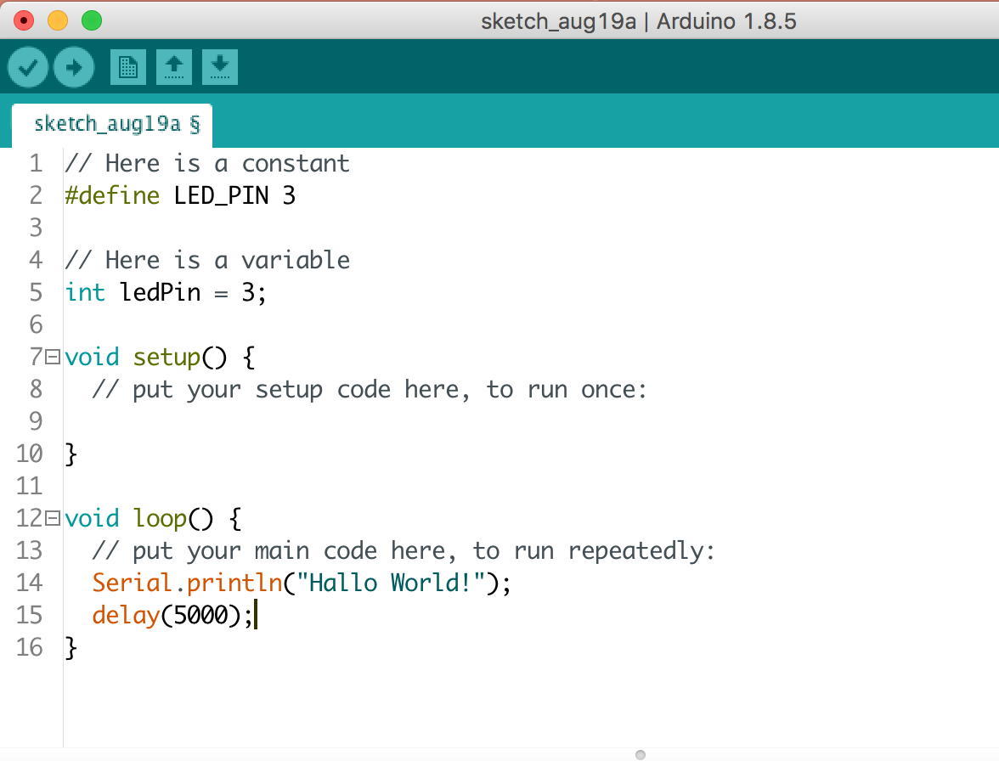 sketch_aug19a | Arduino 1.8.5
sketch_aug19a §
1 // Here is a constant
2 #define LED_PIN 3
3
4 // Here is a variable
5 int ledPin = 3;
6
7 void setup() {
8   // put your setup code here, to run once:
9
10 }
11
12 void loop() {
13   // put your main code here, to run repeatedly:
14   Serial.println("Hallo World!");
15   delay(5000);
16 }